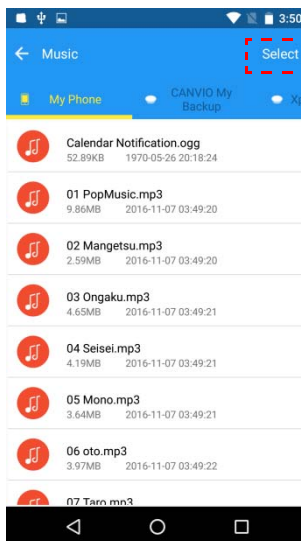 3:50
Music
Select
My Phone
CANVIO My
Backup
Calendar Notification.ogg
52.89KB 1970-05-26 20:18:24
01 PopMusic.mp3
9.86MB 2016-11-07 03:49:20
02 Mangetsu.mp3
2.59MB 2016-11-07 03:49:20
03 Ongaku.mp3
4.65MB 2016-11-07 03:49:21
04 Seisei.mp3
4.19MB 2016-11-07 03:49:21
05 Mono.mp3
3.64MB 2016-11-07 03:49:21
06 oto.mp3
3.97MB 2016-11-07 03:49:22
07 Taro.mp3